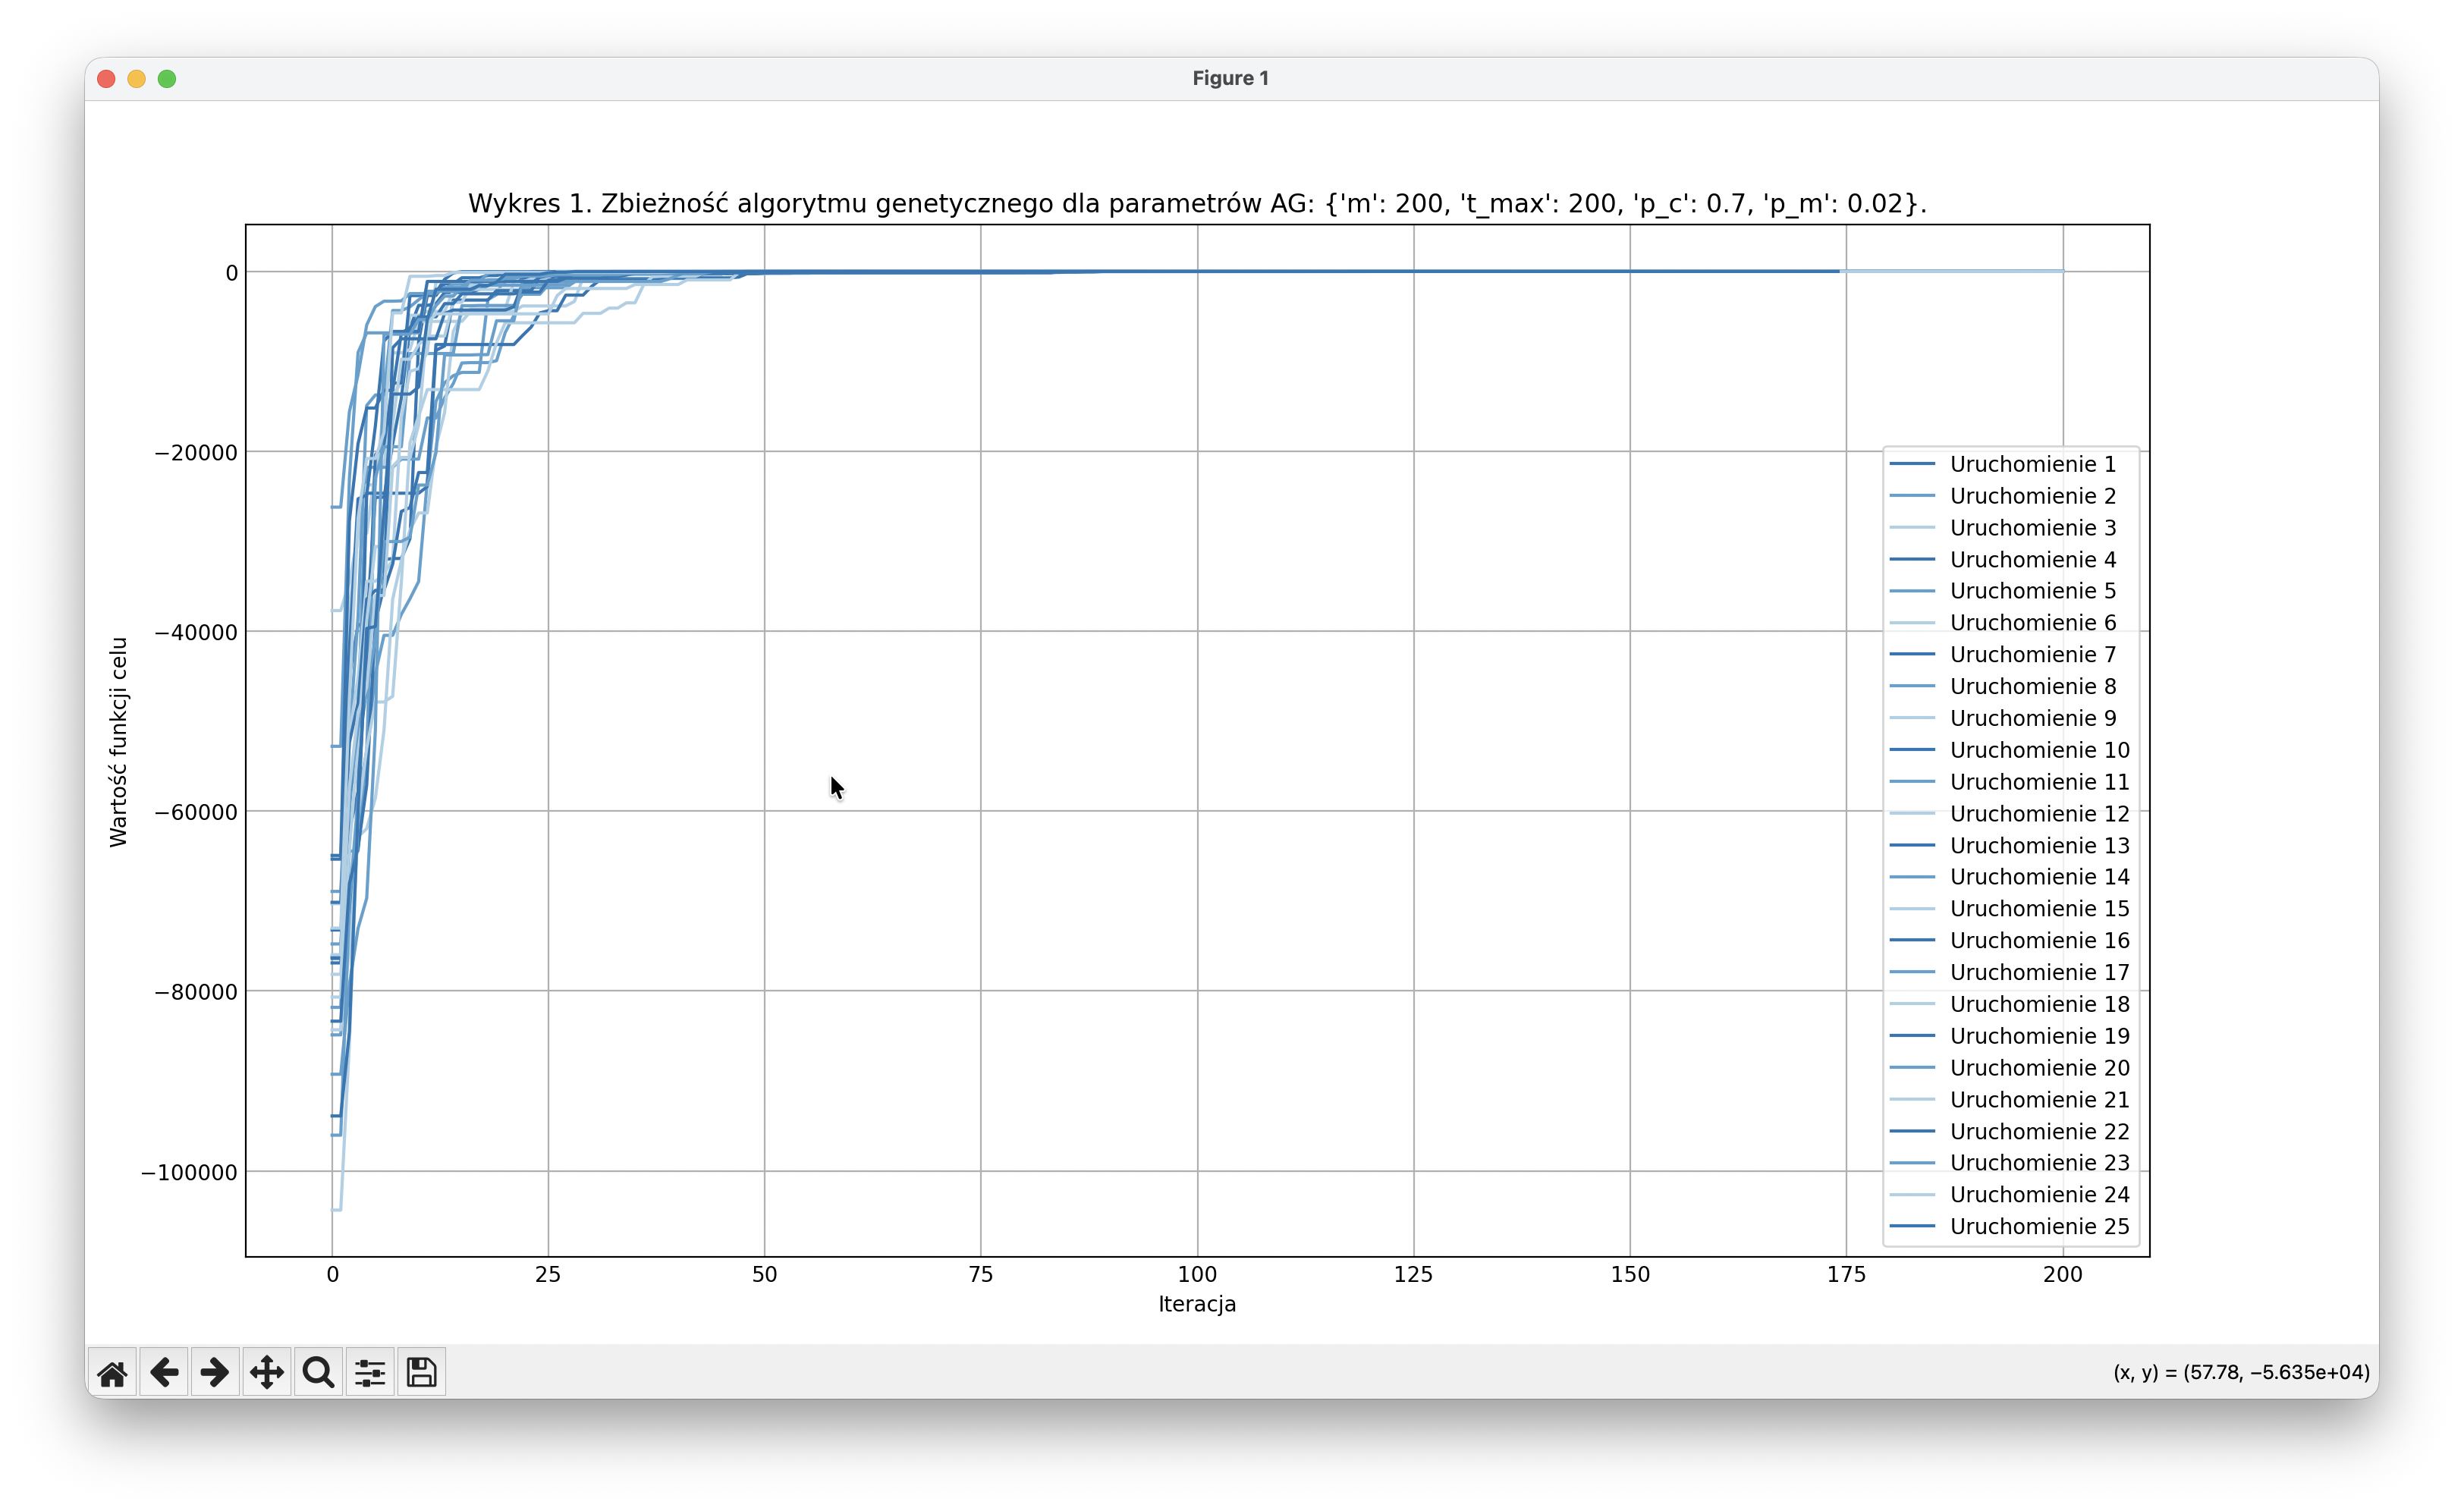 Figure 1
Wykres 1. Zbieżność algorytmu genetycznego dla parametrów AG: {'m': 200, 't_max': 200, 'p_c': 0.7, 'p_m': 0.02}.
Wartość funkcji celu
0
−20000
−40000
−60000
−80000
−100000
Uruchomienie 1
Uruchomienie 2
Uruchomienie 3
Uruchomienie 4
Uruchomienie 5
Uruchomienie 6
Uruchomienie 7
Uruchomienie 8
Uruchomienie 9
Uruchomienie 10
Uruchomienie 11
Uruchomienie 12
Uruchomienie 13
Uruchomienie 14
Uruchomienie 15
Uruchomienie 16
Uruchomienie 17
Uruchomienie 18
Uruchomienie 19
Uruchomienie 20
Uruchomienie 21
Uruchomienie 22
Uruchomienie 23
Uruchomienie 24
Uruchomienie 25
0 25 50 75 100 125 150 175 200
Iteracja
(x, y) = (57.78, −5.635e+04)